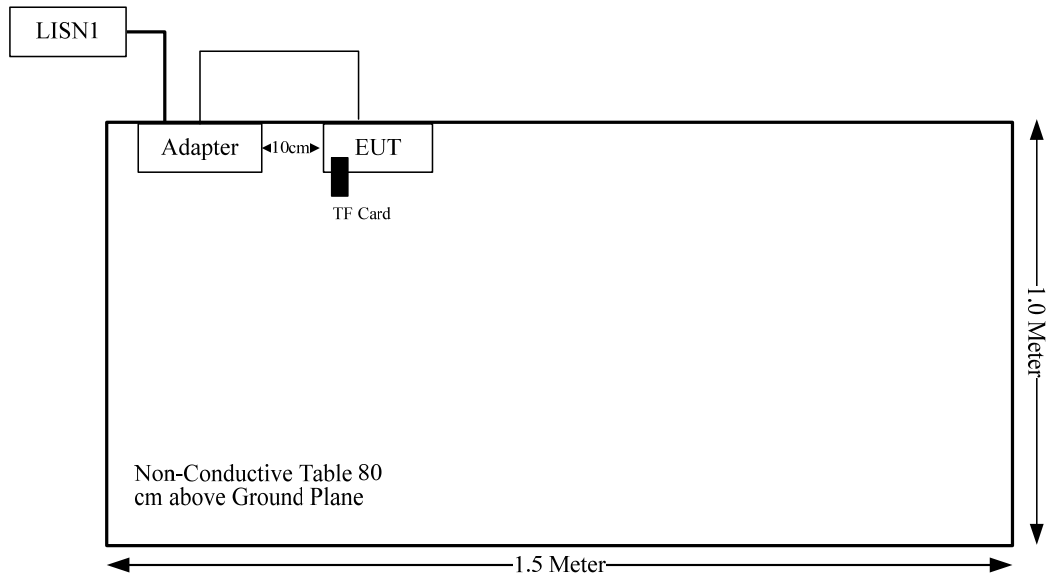 LISN1
Adapter
10cm
EUT
TF Card
1.0 Meter
Non-Conductive Table 80
cm above Ground Plane
1.5 Meter